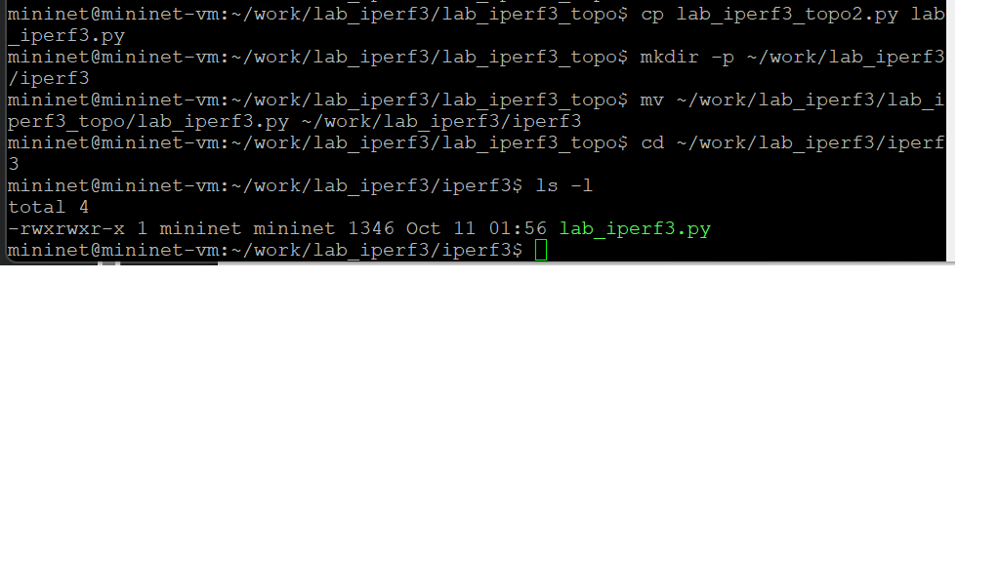 mininet@mininet-vm:~/work/lab_iperf3/lab_iperf3_topo$ cp lab_iperf3_topo2.py lab
_iperf3.py
mininet@mininet-vm:~/work/lab_iperf3/lab_iperf3_topo$ mkdir -p ~/work/lab_iperf3
/iperf3
mininet@mininet-vm:~/work/lab_iperf3/lab_iperf3_topo$ mv ~/work/lab_iperf3/lab_i
perf3_topo/lab_iperf3.py ~/work/lab_iperf3/iperf3
mininet@mininet-vm:~/work/lab_iperf3/lab_iperf3_topo$ cd ~/work/lab_iperf3/iperf
3
mininet@mininet-vm:~/work/lab_iperf3/iperf3$ ls -l
total 4
-rwxrwxr-x 1 mininet mininet 1346 Oct 11 01:56 lab_iperf3.py
mininet@mininet-vm:~/work/lab_iperf3/iperf3$